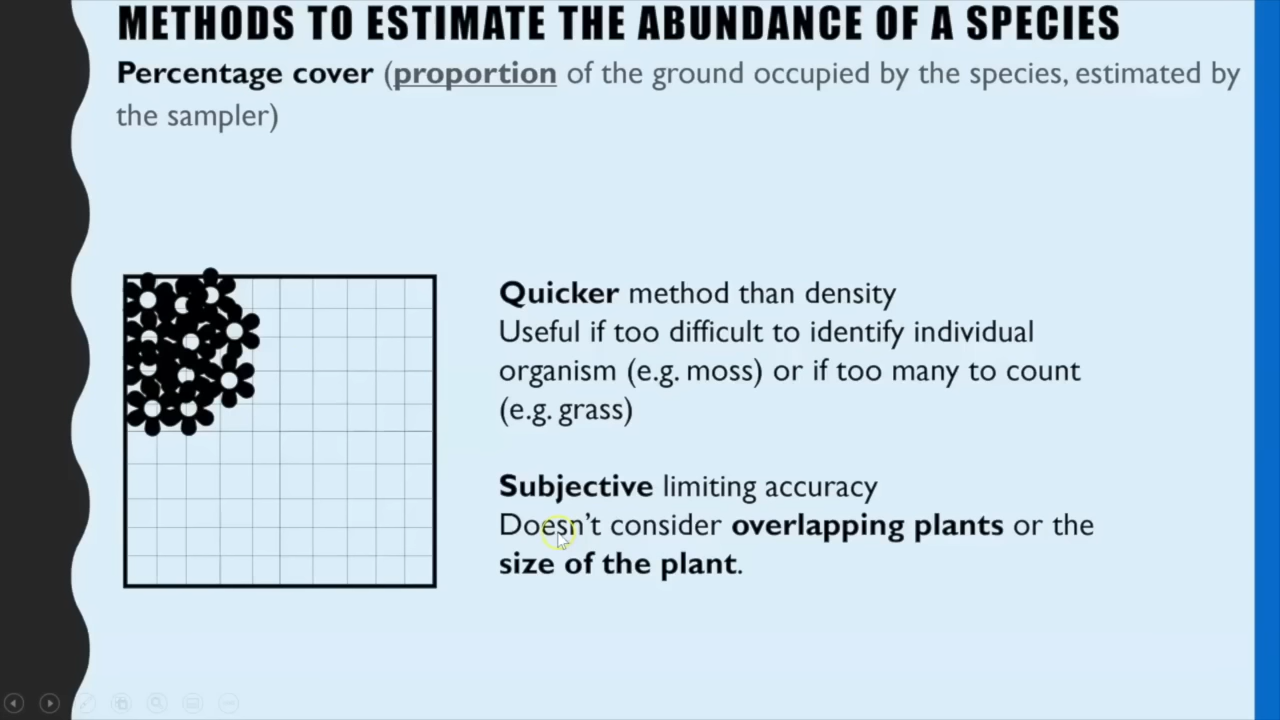 METHODS TO ESTIMATE THE ABUNDANCE OF A SPECIES
Percentage cover (proportion of the ground occupied by the species, estimated by
the sampler)
Quicker method than density
Useful if too difficult to identify individual
organism (e.g. moss) or if too many to count
(e.g. grass)
Subjective limiting accuracy
Doesn't consider overlapping plants or the
size of the plant.